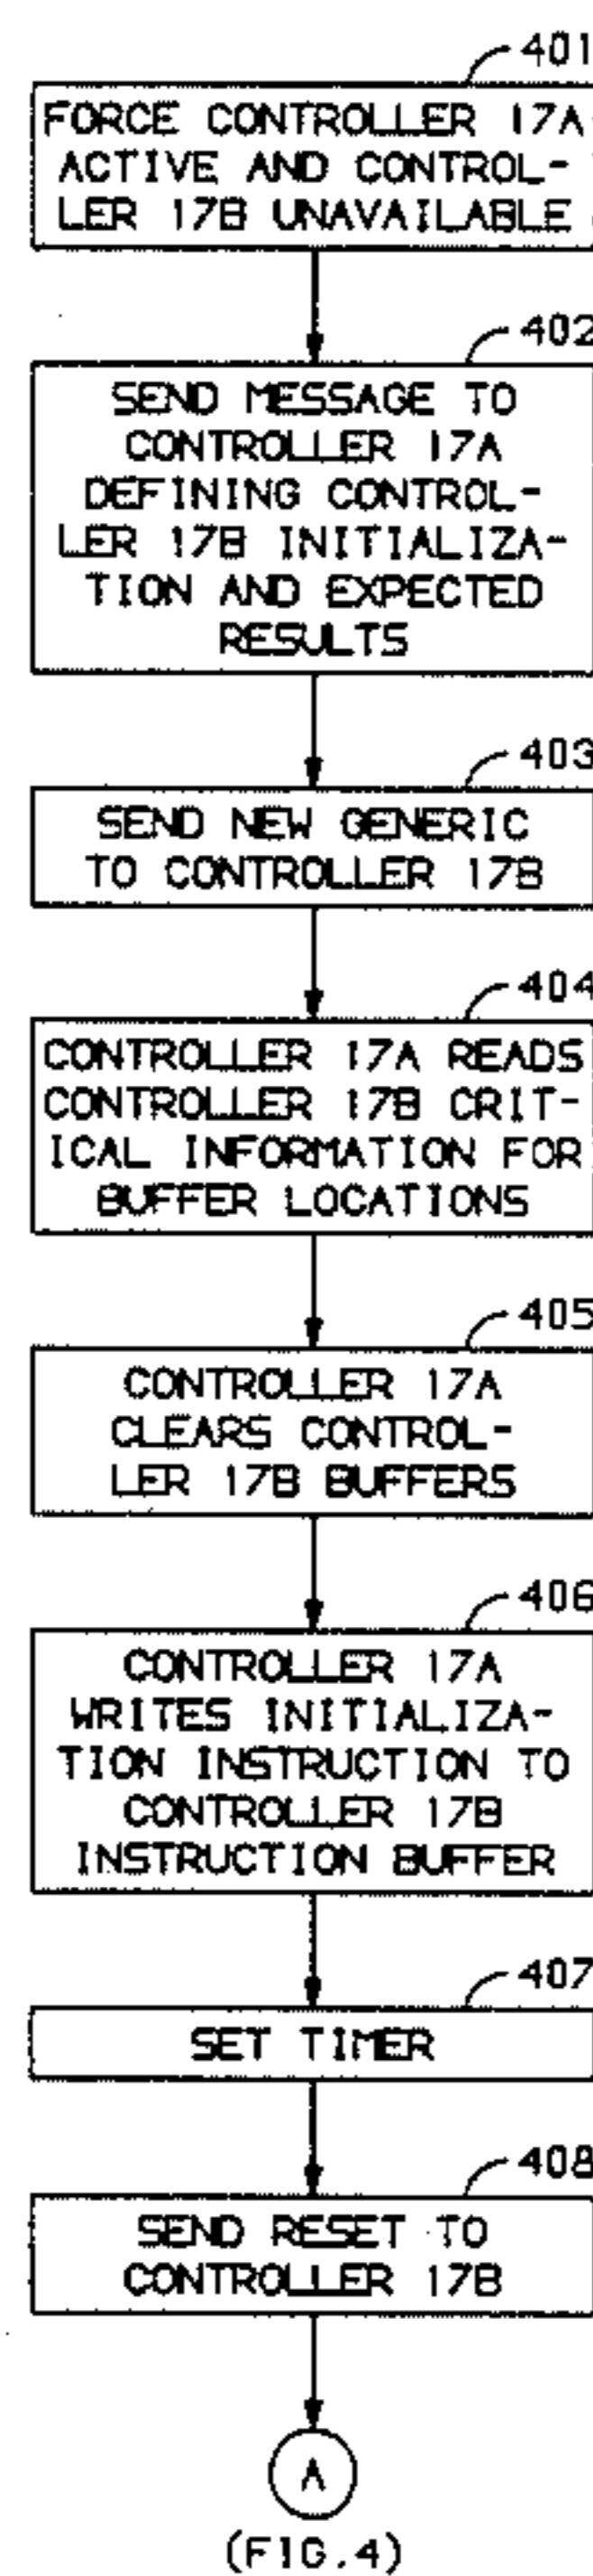 401
FORCE CONTROLLER 17A
ACTIVE AND CONTROL-
LER 17B UNAVAILABLE
402
SEND MESSAGE TO
CONTROLLER 17A
DEFINING CONTROL-
LER 17B INITIALIZA-
TION AND EXPECTED
RESULTS
403
SEND NEW GENERIC
TO CONTROLLER 17B
404
CONTROLLER 17A READS
CONTROLLER 17B CRIT-
ICAL INFORMATION FOR
BUFFER LOCATIONS
405
CONTROLLER 17A
CLEARS CONTROL-
LER 17B BUFFERS
406
CONTROLLER 17A
WRITES INITIALIZA-
TION INSTRUCTION TO
CONTROLLER 17B
INSTRUCTION BUFFER
407
SET TIMER
408
SEND RESET TO
CONTROLLER 17B
A
(FIG.4)